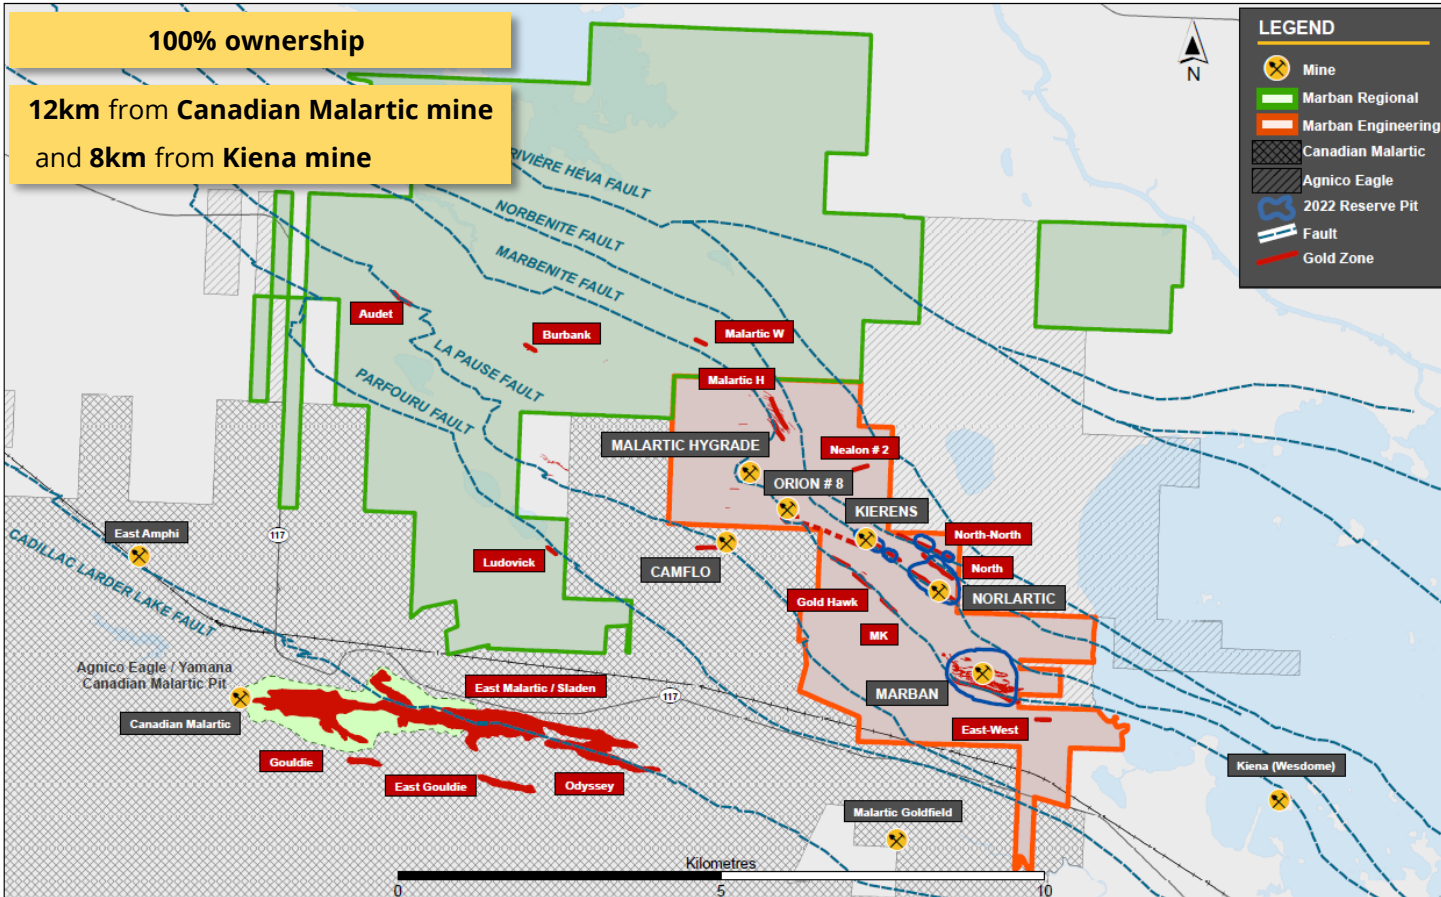 100% ownership
12km from Canadian Malartic mine
and 8km from Kiena mine
N
LEGEND
Mine
Marban Regional
Marban Engineering
Canadian Malartic
Agnico Eagle
2022 Reserve Pit
Fault
Gold Zone
RIVIÈRE HÉVA FAULT
NORBENITE FAULT
MARBENITE FAULT
Audet
Burbank
Malartic W
LA PAUSE FAULT
PARFOURU FAULT
Malartic H
MALARTIC HYGRADE
Nealon # 2
ORION # 8
KIERENS
East Amphi
117
North-North
CADILLAC LARDER LAKE FAULT
Ludovick
CAMFLO
North
Gold Hawk
NORLARTIC
MK
Agnico Eagle / Yamana
Canadian Malartic Pit
East Malartic / Sladen
117
MARBAN
Canadian Malartic
East-West
Gouldie
East Gouldie
Odyssey
Kiena (Wesdome)
Malartic Goldfield
Kilometres
0 5 10